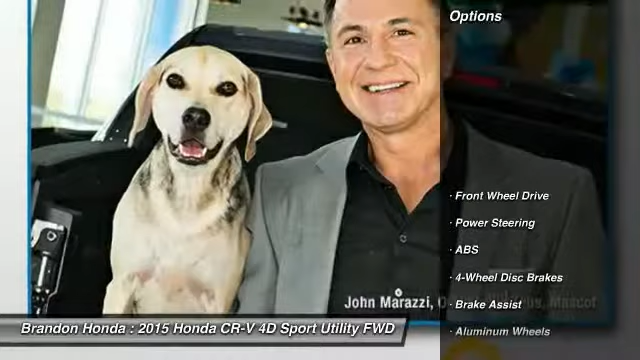 Options
· Front Wheel Drive
· Power Steering
· ABS
· 4-Wheel Disc Brakes
· Brake Assist
· Aluminum Wheels
John Marazzi, Mascot
Brandon Honda : 2015 Honda CR-V 4D Sport Utility FWD